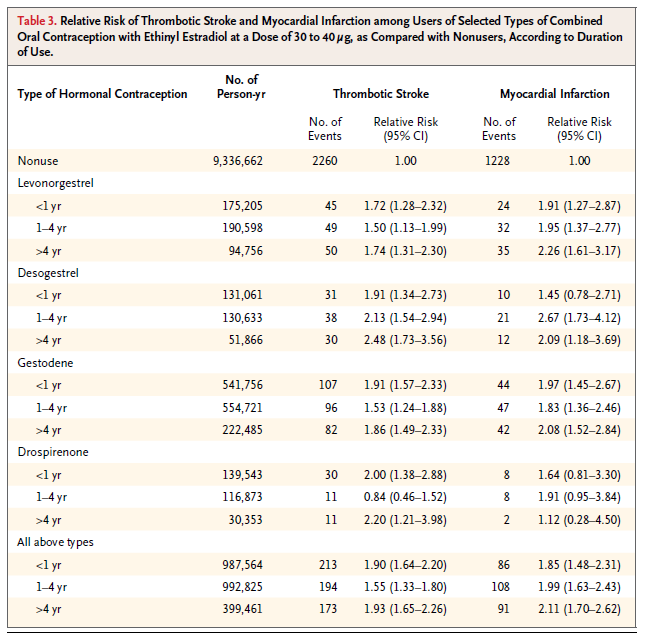 Table 3. Relative Risk of Thrombotic Stroke and Myocardial Infarction among Users of Selected Types of Combined
Oral Contraception with Ethinyl Estradiol at a Dose of 30 to 40 μg, as Compared with Nonusers, According to Duration
of Use.
Type of Hormonal Contraception No. of Person-yr Thrombotic Stroke Myocardial Infarction
No. of Events Relative Risk (95% CI) No. of Events Relative Risk (95% CI)
Nonuse 9,336,662 2260 1.00 1228 1.00
Levonorgestrel
<1 yr 175,205 45 1.72 (1.28–2.32) 24 1.91 (1.27–2.87)
1–4 yr 190,598 49 1.50 (1.13–1.99) 32 1.95 (1.37–2.77)
>4 yr 94,756 50 1.74 (1.31–2.30) 35 2.26 (1.61–3.17)
Desogestrel
<1 yr 131,061 31 1.91 (1.34–2.73) 10 1.45 (0.78–2.71)
1–4 yr 130,633 38 2.13 (1.54–2.94) 21 2.67 (1.73–4.12)
>4 yr 51,866 30 2.48 (1.73–3.56) 12 2.09 (1.18–3.69)
Gestodene
<1 yr 541,756 107 1.91 (1.57–2.33) 44 1.97 (1.45–2.67)
1–4 yr 554,721 96 1.53 (1.24–1.88) 47 1.83 (1.36–2.46)
>4 yr 222,485 82 1.86 (1.49–2.33) 42 2.08 (1.52–2.84)
Drospirenone
<1 yr 139,543 30 2.00 (1.38–2.88) 8 1.64 (0.81–3.30)
1–4 yr 116,873 11 0.84 (0.46–1.52) 8 1.91 (0.95–3.84)
>4 yr 30,353 11 2.20 (1.21–3.98) 2 1.12 (0.28–4.50)
All above types
<1 yr 987,564 213 1.90 (1.64–2.20) 86 1.85 (1.48–2.31)
1–4 yr 992,825 194 1.55 (1.33–1.80) 108 1.99 (1.63–2.43)
>4 yr 399,461 173 1.93 (1.65–2.26) 91 2.11 (1.70–2.62)